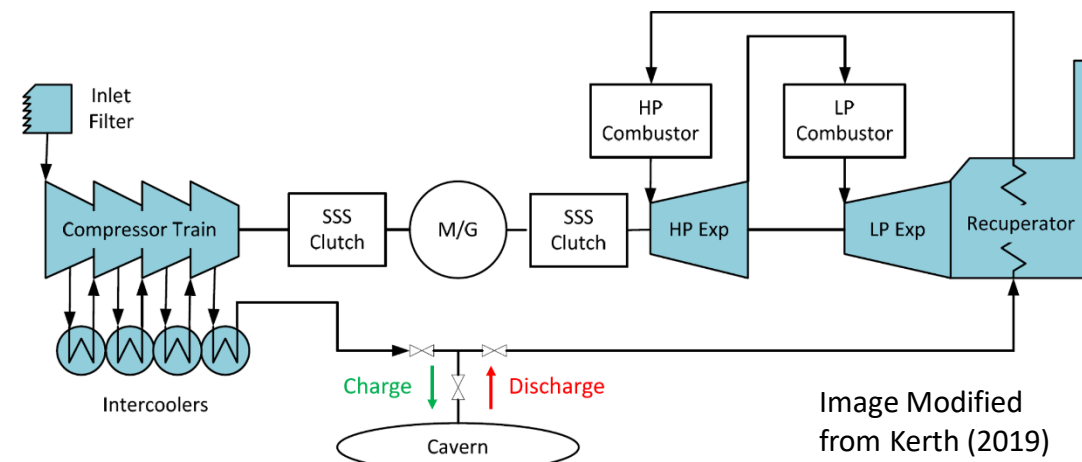 Inlet
Filter
HP
Combustor
LP
Combustor
Compressor Train
SSS
Clutch
M/G
SSS
Clutch
HP Exp
LP Exp
Recuperator
Intercoolers
Charge
Discharge
Cavern
Image Modified
from Kerth (2019)